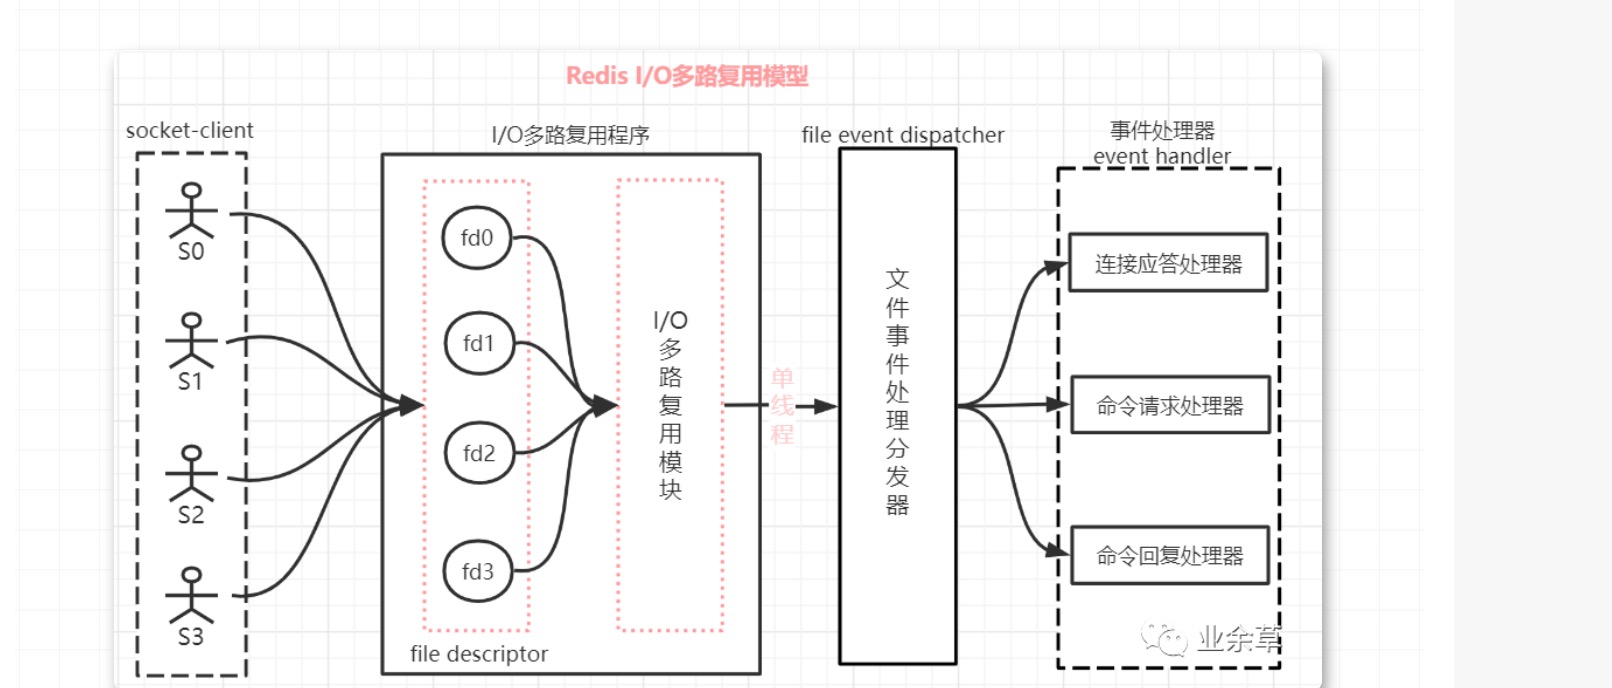 Redis I/O多路复用模型
socket-client
S0
S1
S2
S3
I/O多路复用程序
fd0
fd1
fd2
fd3
file descriptor
I/O
多
路
复
用
模
块
单
线
程
file event dispatcher
文
件
事
件
处
理
分
发
器
事件处理器
event handler
连接应答处理器
命令请求处理器
命令回复处理器
业余草